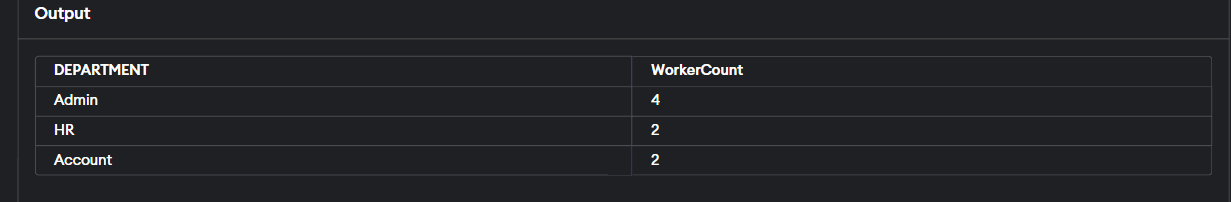 Output
DEPARTMENT WorkerCount
Admin 4
HR 2
Account 2